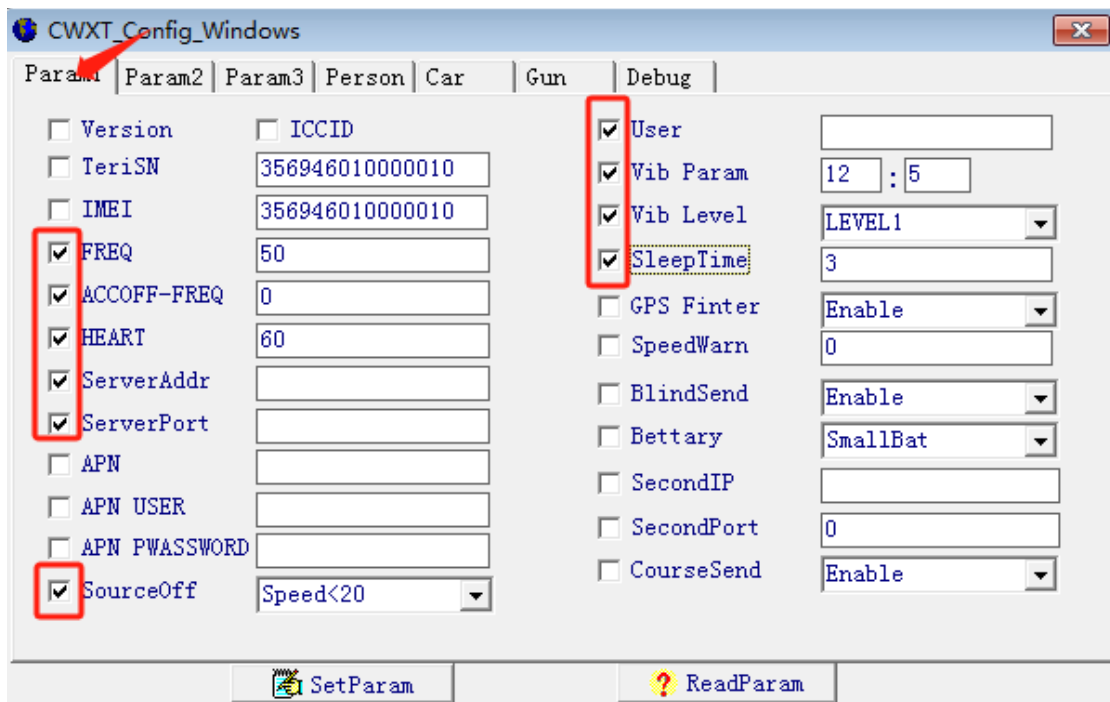 CWXT_Config_Windows
Param1 Param2 Param3 Person Car Gun Debug
Version ICCID
TeriSN 356946010000010
IMEI 356946010000010
FREQ 50
ACCOFF-FREQ 0
HEART 60
ServerAddr
ServerPort
APN
APN USER
APN PWASSWORD
SourceOff Speed<20
User
Vib Param 12 : 5
Vib Level LEVEL1
SleepTime 3
GPS Finter Enable
SpeedWarn 0
BlindSend Enable
Bettary SmallBat
SecondIP
SecondPort 0
CourseSend Enable
SetParam ReadParam